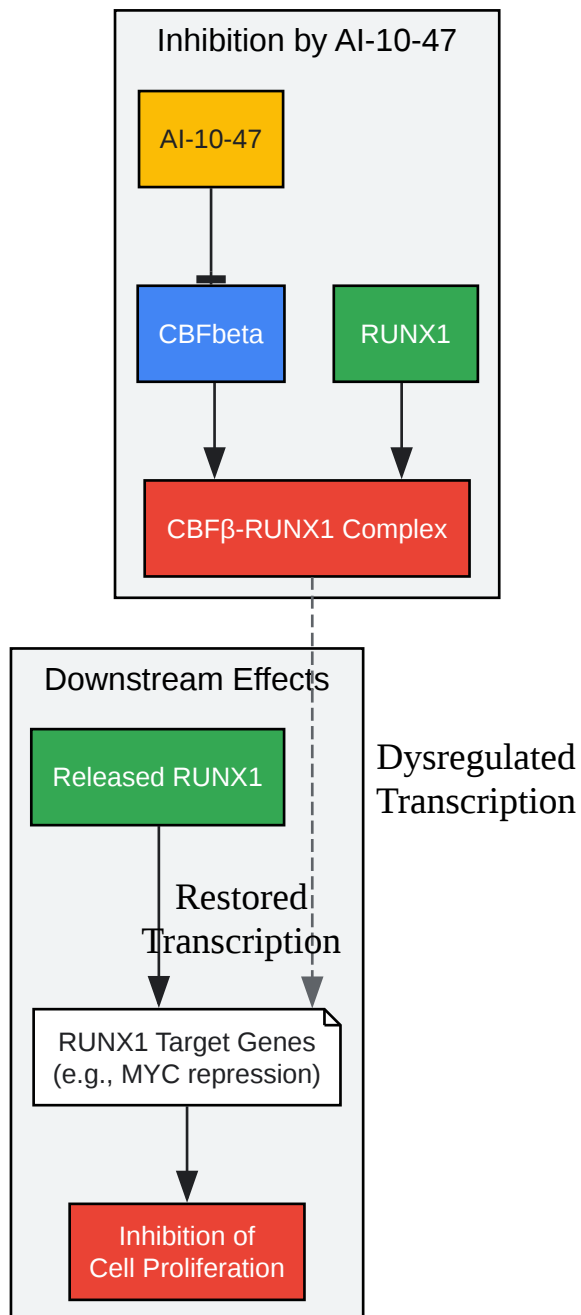 Inhibition by AI-10-47
AI-10-47
CBFbeta
RUNX1
CBFβ-RUNX1 Complex
Downstream Effects
Released RUNX1
Dysregulated
Transcription
Restored
Transcription
RUNX1 Target Genes
(e.g., MYC repression)
Inhibition of
Cell Proliferation